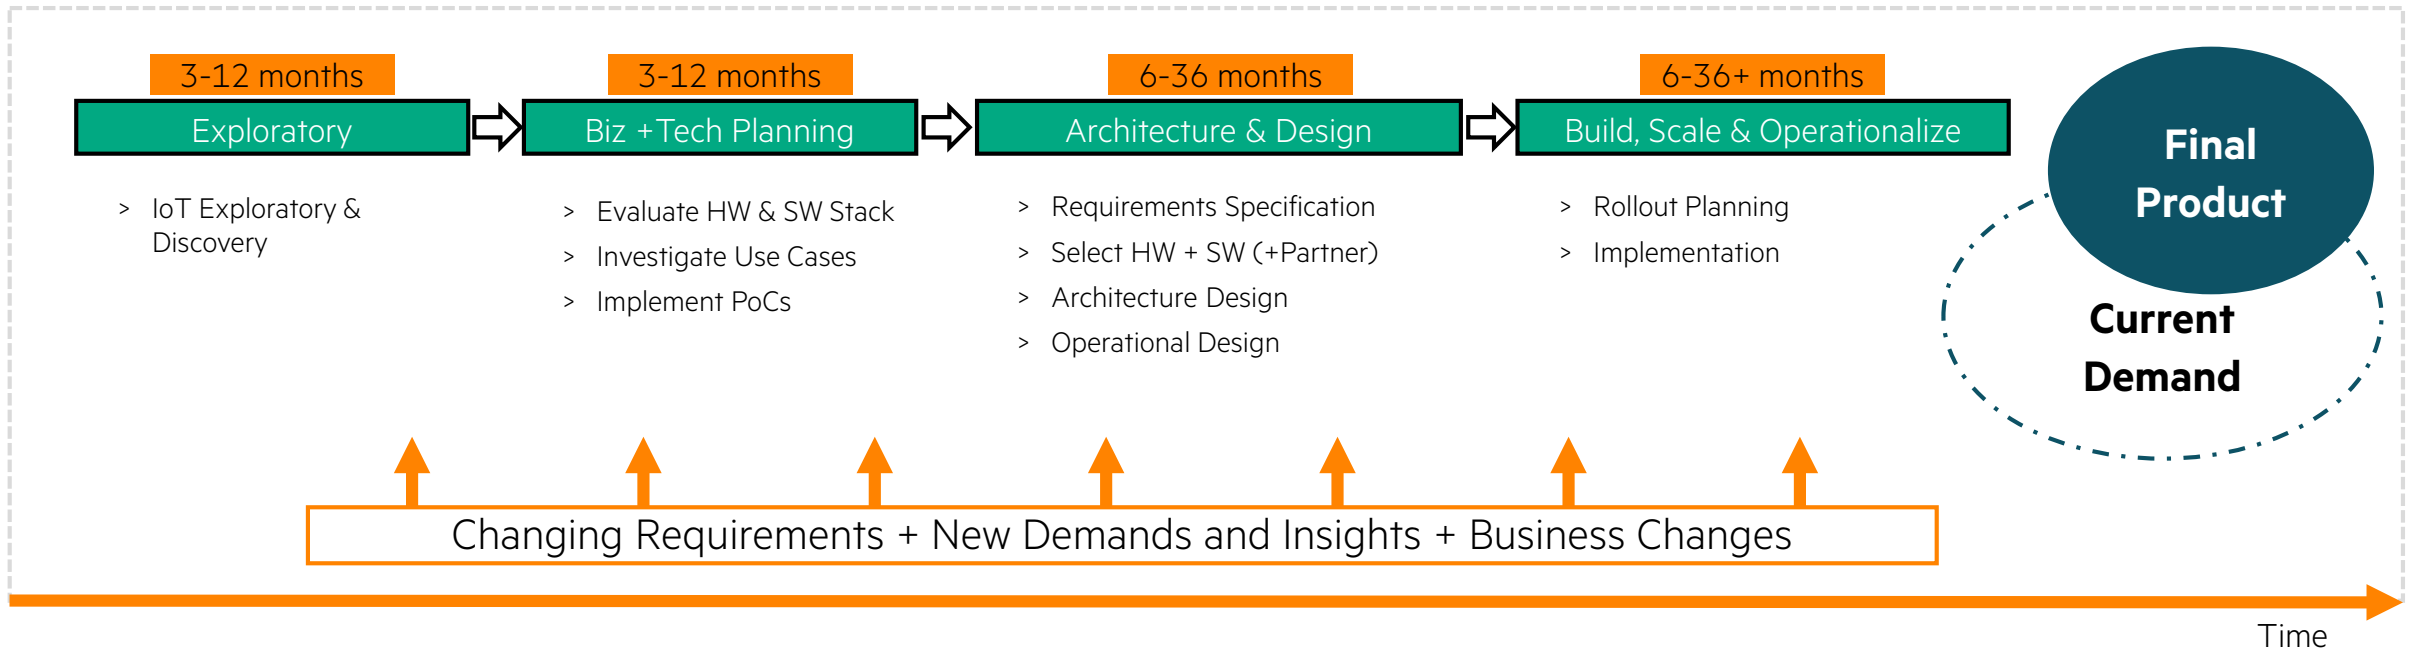 3-12 months
Exploratory
> IoT Exploratory &
Discovery
3-12 months
Biz +Tech Planning
> Evaluate HW & SW Stack
> Investigate Use Cases
> Implement PoCs
6-36 months
Architecture & Design
> Requirements Specification
> Select HW + SW (+Partner)
> Architecture Design
> Operational Design
6-36+ months
Build, Scale & Operationalize
> Rollout Planning
> Implementation
Final
Product
Current
Demand
Changing Requirements + New Demands and Insights + Business Changes
Time